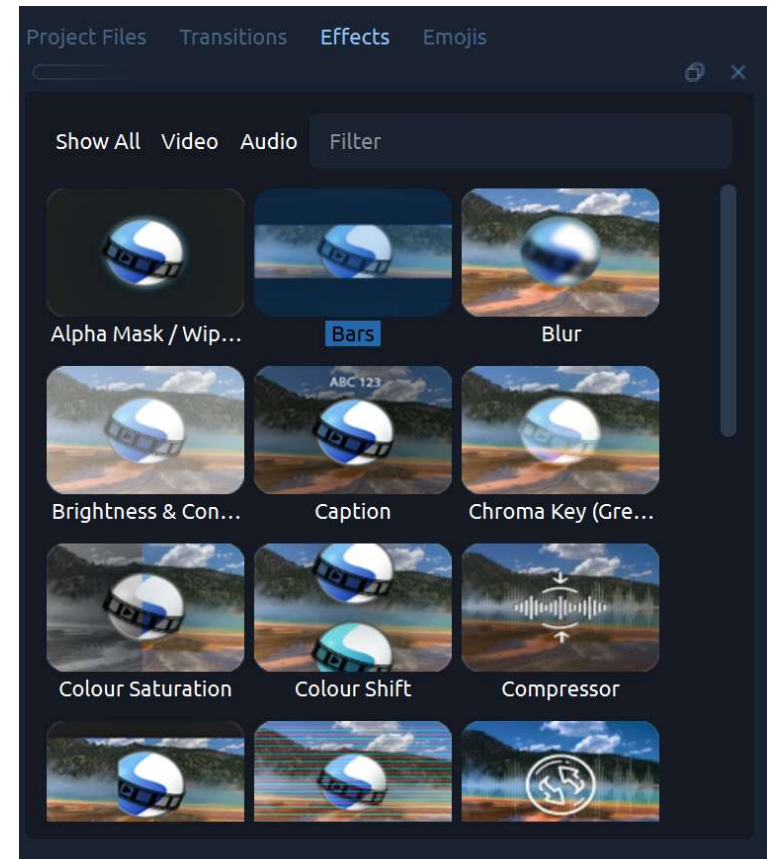 Project Files Transitions Effects Emojis
Show All Video Audio Filter
Alpha Mask / Wip... Bars Blur
ABC 123
Brightness & Con... Caption Chroma Key (Gre...
Colour Saturation Colour Shift Compressor